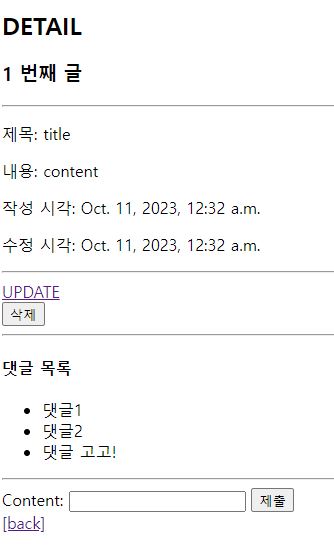 DETAIL
1 번째 글
제목: title
내용: content
작성 시각: Oct. 11, 2023, 12:32 a.m.
수정 시각: Oct. 11, 2023, 12:32 a.m.
UPDATE
삭제
댓글 목록
댓글1
댓글2
댓글 고고!
Content: 제출
[back]